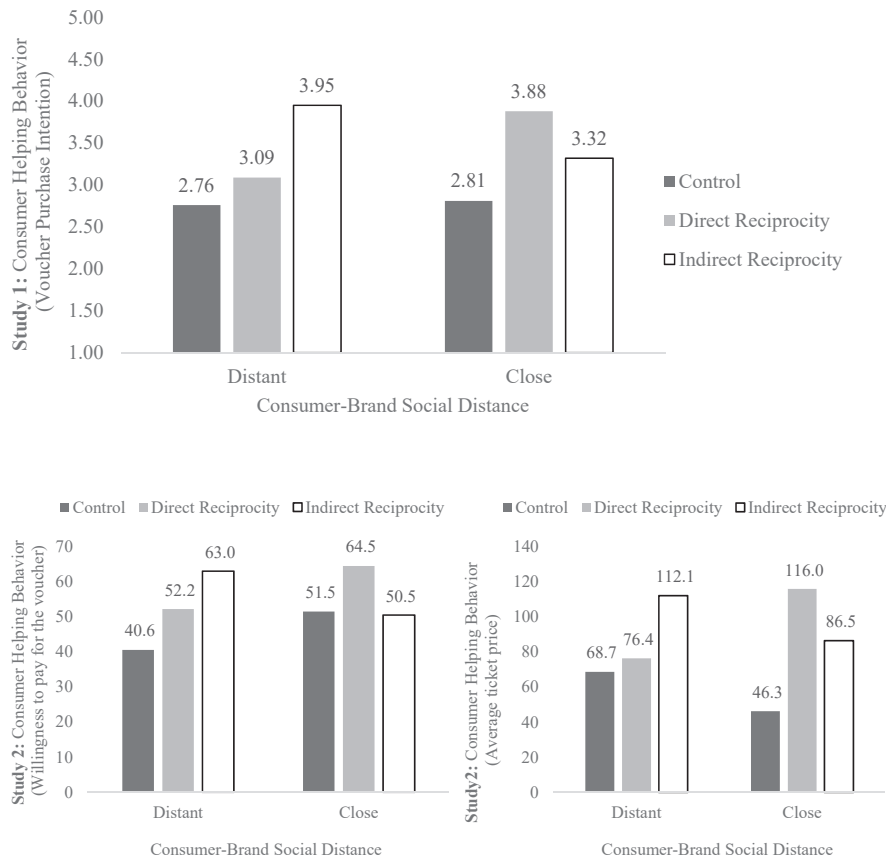 Study 1: Consumer Helping Behavior
(Voucher Purchase Intention)
5.00
4.50
4.00
3.50
3.00
2.50
2.00
1.50
1.00
2.76
3.09
3.95
2.81
3.88
3.32
Distant
Close
Consumer-Brand Social Distance
Control
Direct Reciprocity
Indirect Reciprocity
Control Direct Reciprocity Indirect Reciprocity
Study 2: Consumer Helping Behavior
(Willingness to pay for the voucher)
70
60
50
40
30
20
10
0
40.6
52.2
63.0
51.5
64.5
50.5
Distant
Close
Consumer-Brand Social Distance
Control Direct Reciprocity Indirect Reciprocity
Study2: Consumer Helping Behavior
(Average ticket price)
140
120
100
80
60
40
20
0
68.7
76.4
112.1
46.3
116.0
86.5
Distant
Close
Consumer-Brand Social Distance